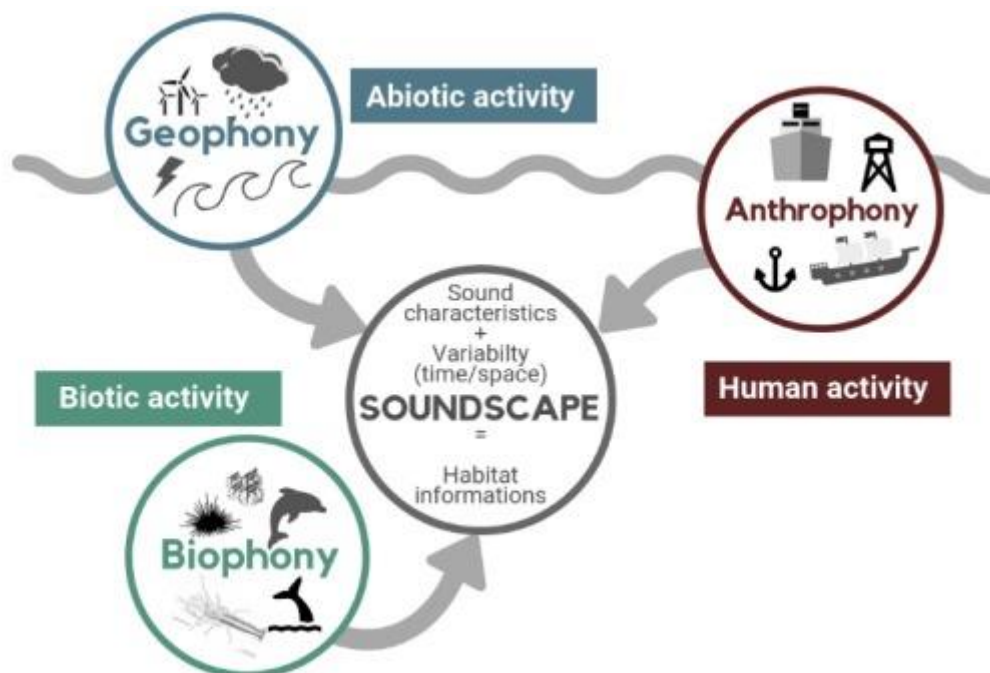 Abiotic activity
Geophony
Anthrophony
Sound
characteristics
+
Variabilty
(time/space)
SOUNDSCAPE
=
Habitat
informations
Human activity
Biotic activity
Biophony